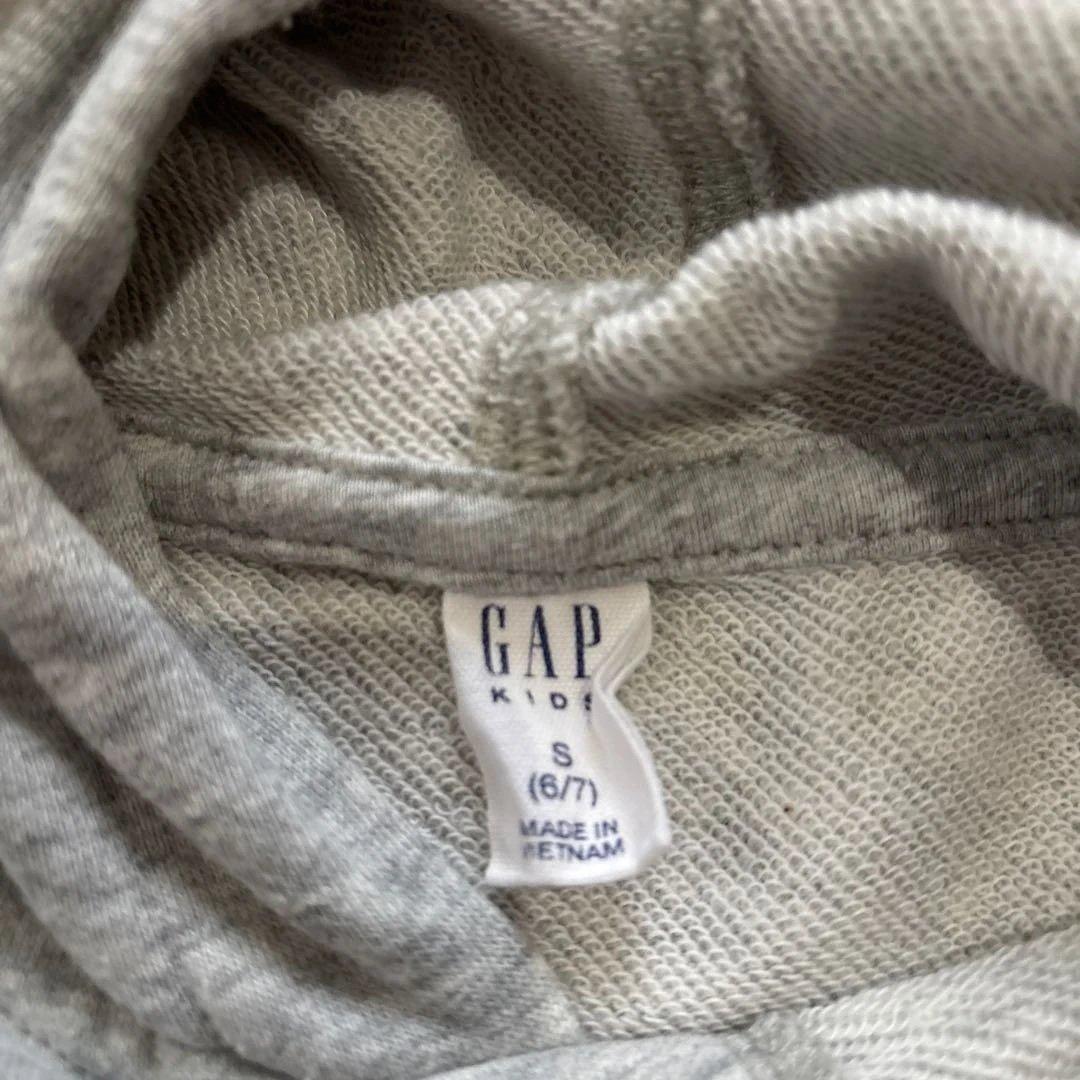 GAP
KIDS
S
(6/7)
MADE IN
VIETNAM